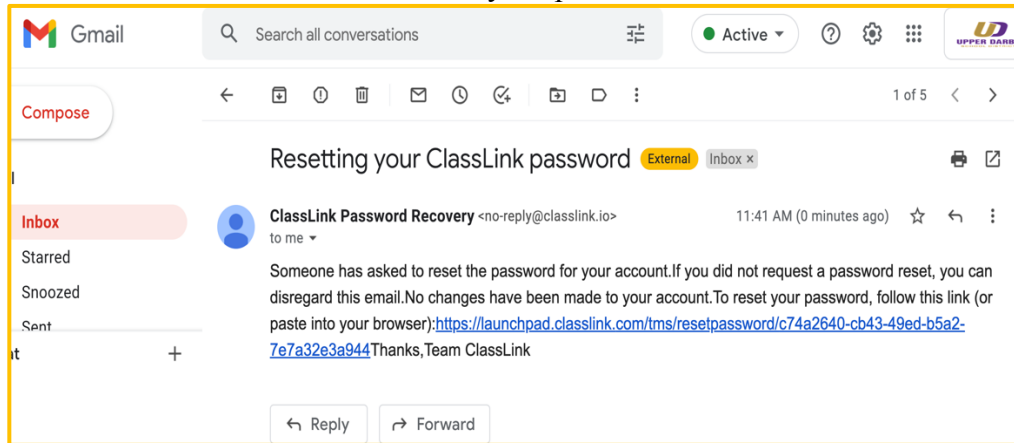 Gmail
Search all conversations
Active
UPPER DARB
Compose
1 of 5
Resetting your ClassLink password External Inbox ×
Inbox
ClassLink Password Recovery <no-reply@classlink.io> 11:41 AM (0 minutes ago)
to me
Starred
Someone has asked to reset the password for your account.If you did not request a password reset, you can
Snoozed
disregard this email.No changes have been made to your account.To reset your password, follow this link (or
Sent
paste into your browser):https://launchpad.classlink.com/tms/resetpassword/c74a2640-cb43-49ed-b5a2-
7e7a32e3a944Thanks,Team ClassLink
Reply
Forward